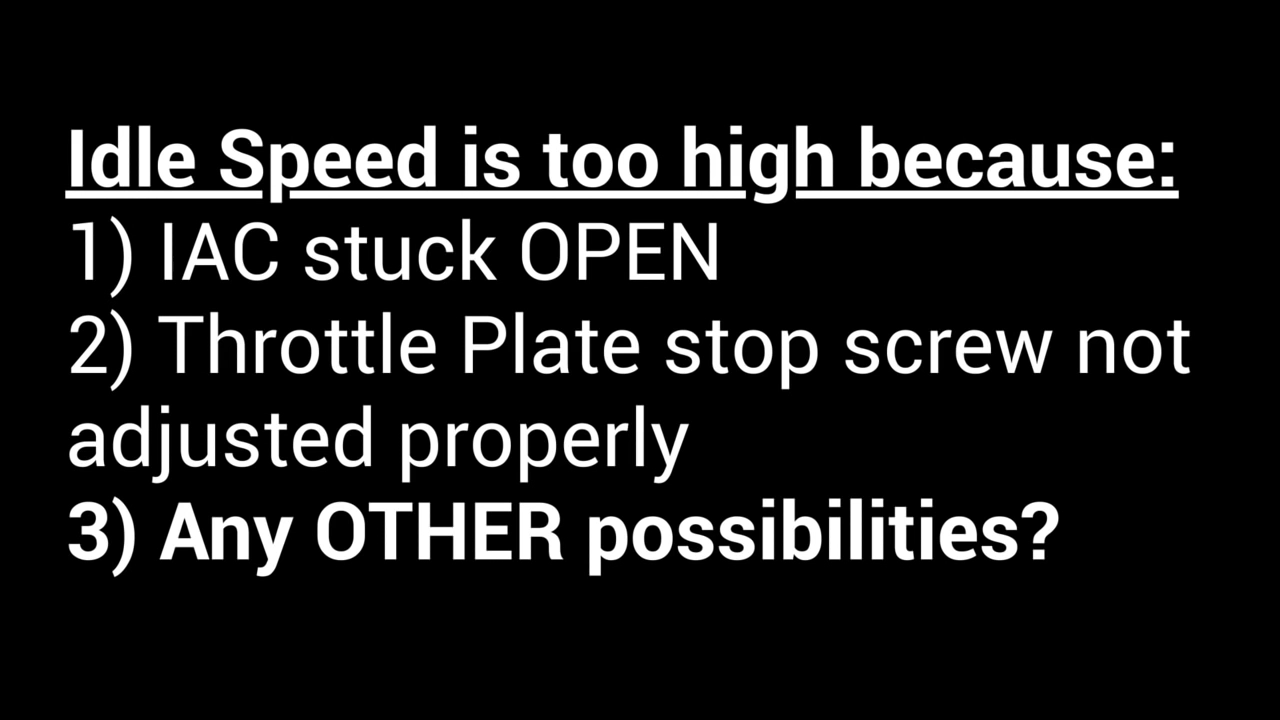 Idle Speed is too high because:
1) IAC stuck OPEN
2) Throttle Plate stop screw not
adjusted properly
3) Any OTHER possibilities?